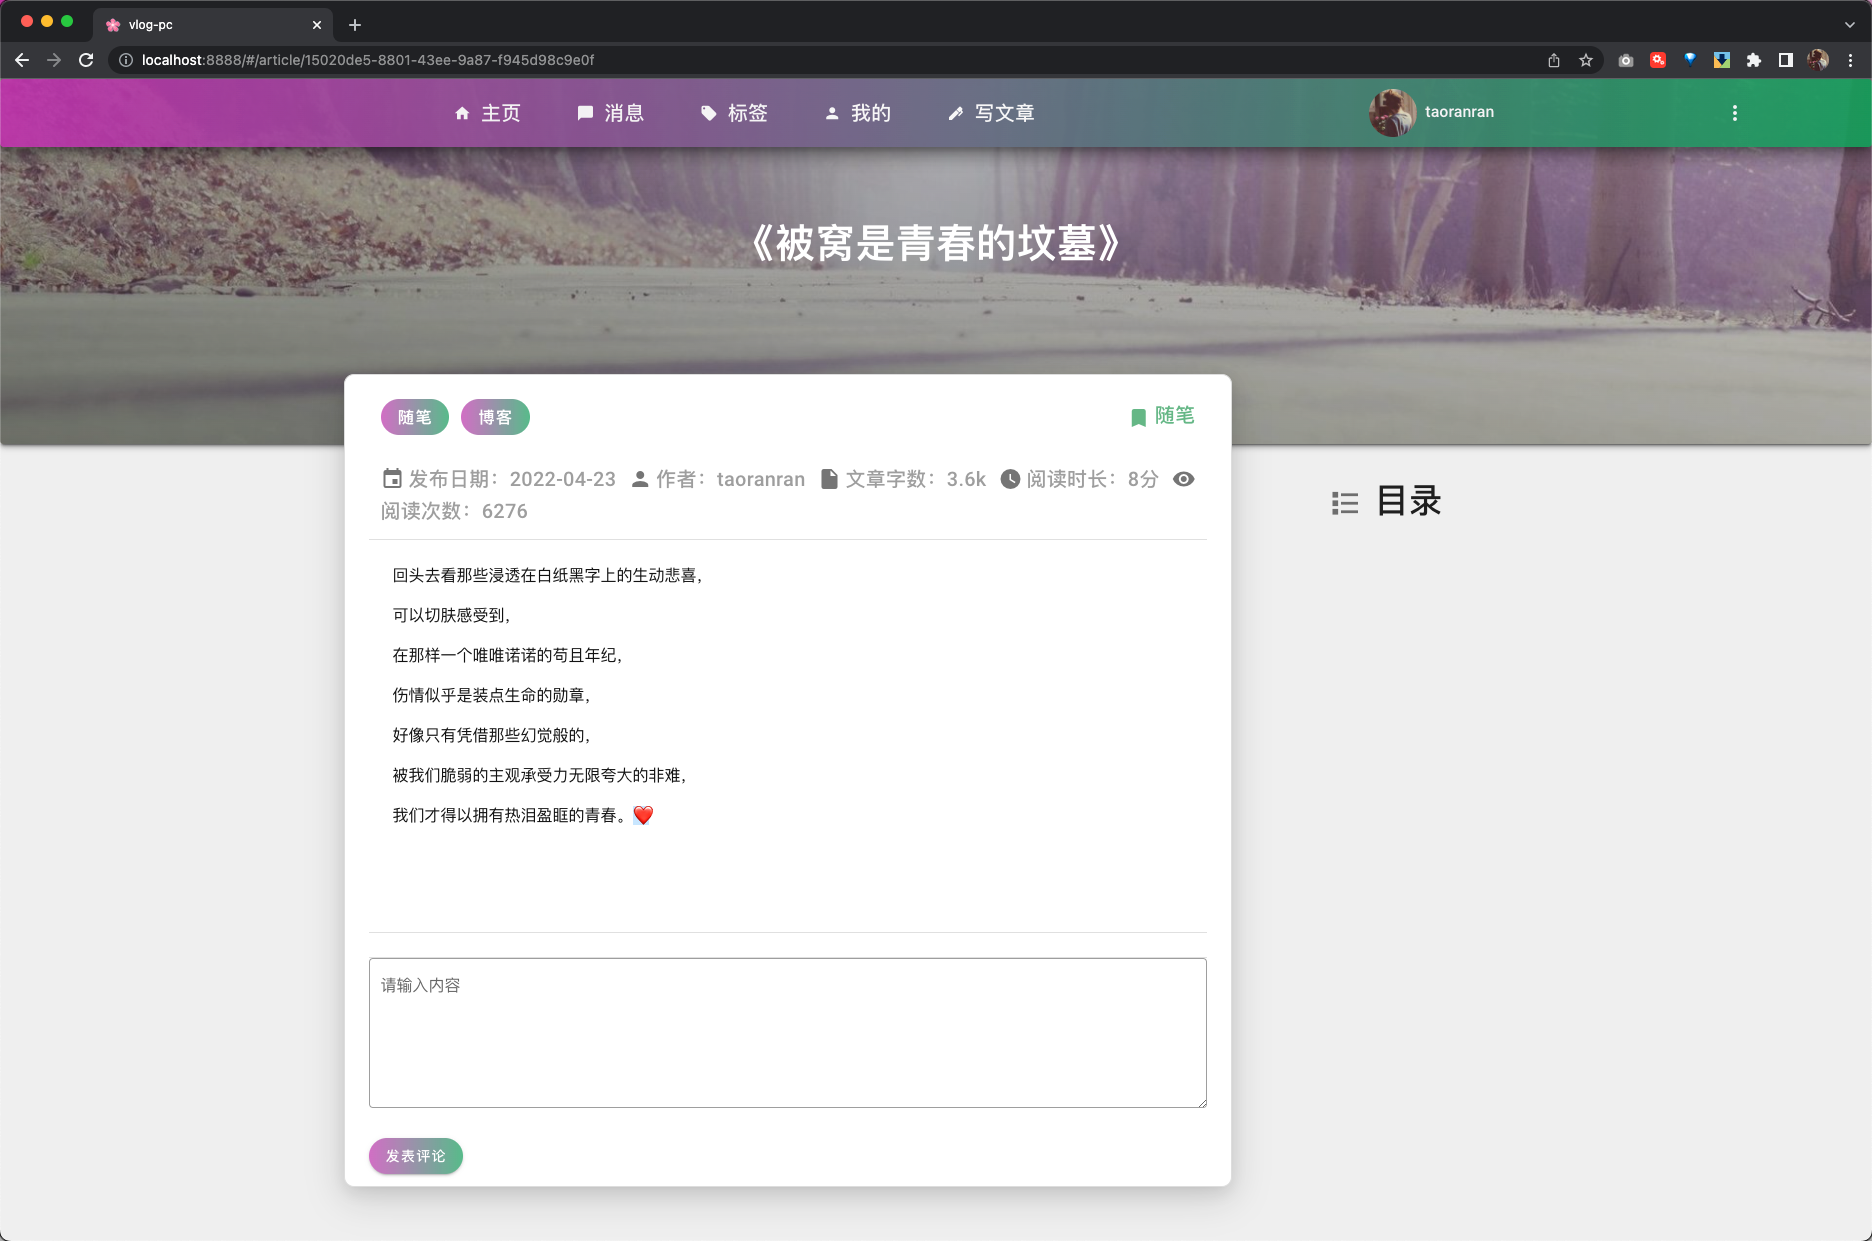 vlog-pc
localhost:8888/#/article/15020de5-8801-43ee-9a87-f945d98c9e0f
主页 消息 标签 我的 写文章 taoranran
《被窝是青春的坟墓》
随笔 博客 随笔
发布日期：2022-04-23 作者：taoranran 文章字数：3.6k 阅读时长：8分
阅读次数：6276
目录
回头去看那些浸透在白纸黑字上的生动悲喜，
可以切肤感受到，
在那样一个唯唯诺诺的苟且年纪，
伤情似乎是装点生命的勋章，
好像只有凭借那些幻觉般的，
被我们脆弱的主观承受力无限夸大的非难，
我们才得以拥有热泪盈眶的青春。❤️
请输入内容
发表评论